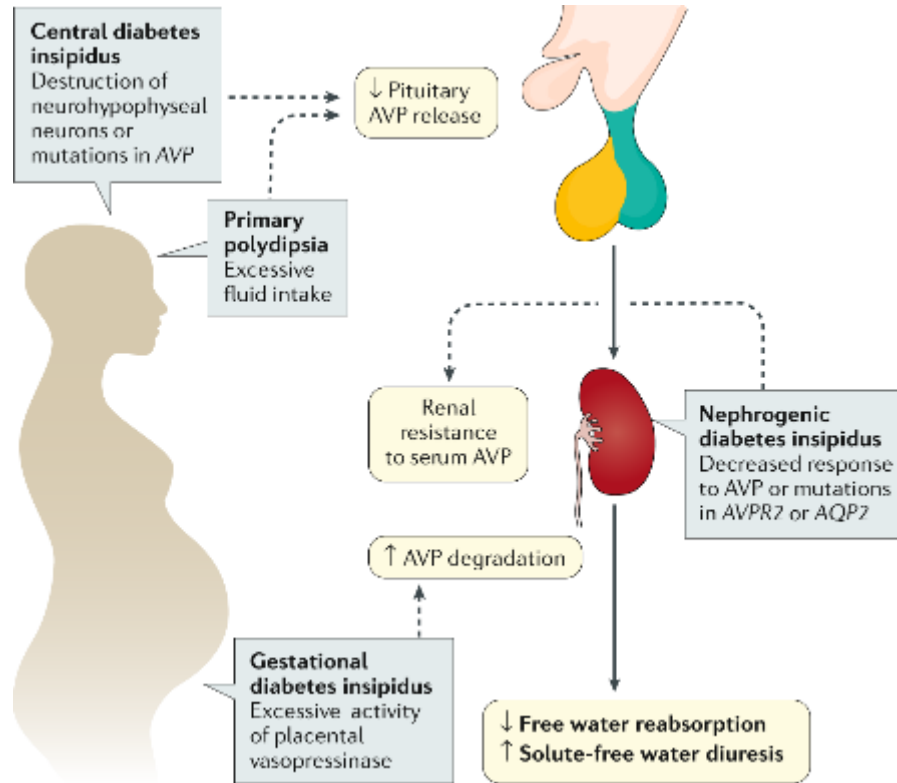 Central diabetes
insipidus
Destruction of
neurohypophyseal
neurons or
mutations in AVP
↓ Pituitary
AVP release
Primary
polydipsia
Excessive
fluid intake
Renal
resistance
to serum AVP
Nephrogenic
diabetes insipidus
Decreased response
to AVP or mutations
in AVPR2 or AQP2
↑ AVP degradation
Gestational
diabetes insipidus
Excessive activity
of placental
vasopressinase
↓ Free water reabsorption
↑ Solute-free water diuresis